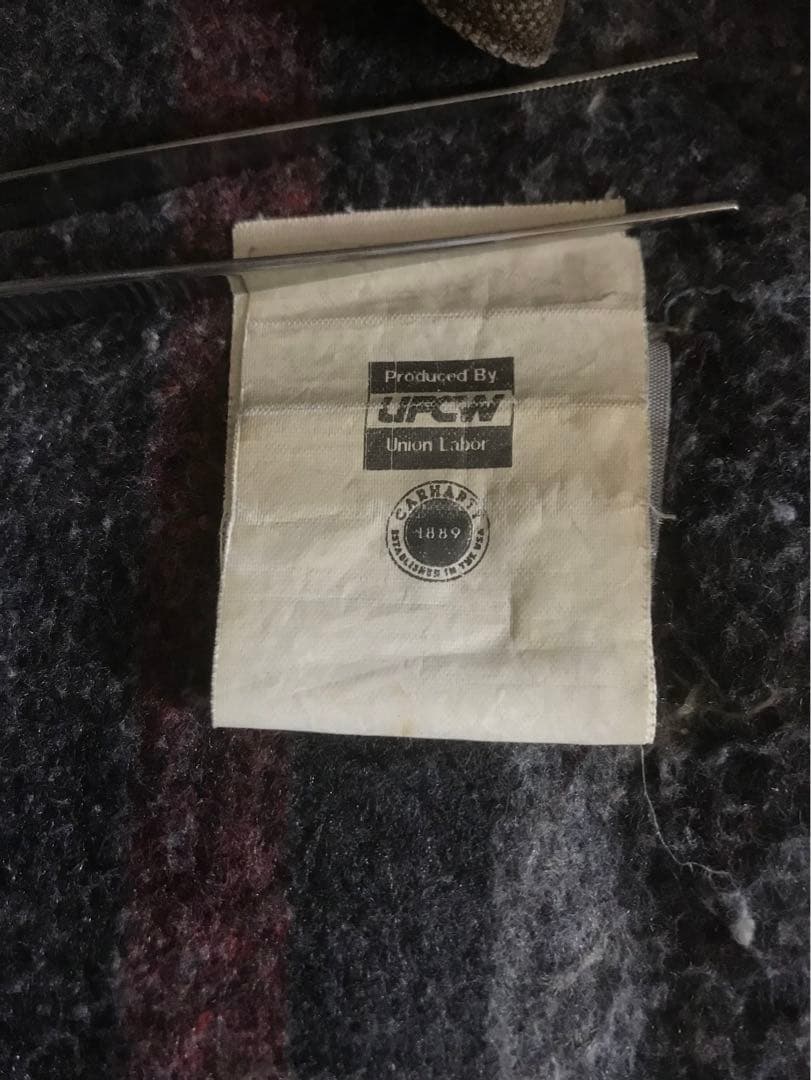 Produced By
UFCW
Union Labor
CARHARTT
1889
ESTABLISHED IN THE USA